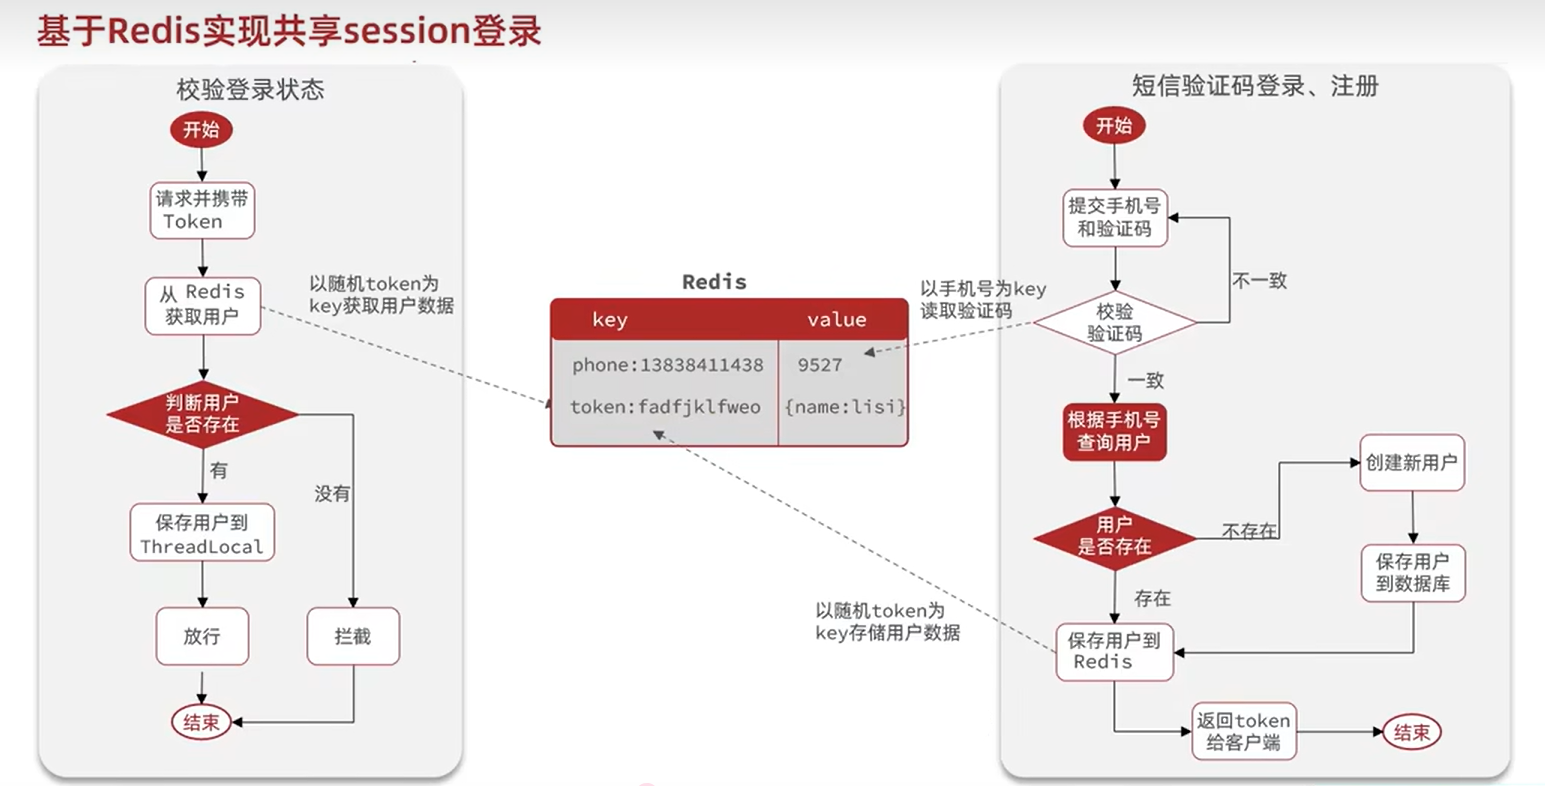 基于Redis实现共享session登录
校验登录状态
开始
请求并携带
Token
从 Redis
获取用户
以随机token为
key获取用户数据
判断用户
是否存在
有
没有
保存用户到
ThreadLocal
放行
拦截
结束
Redis
key value
phone:13838411438 9527
token:fadfjklfweo {name:lisi}
短信验证码登录、注册
开始
提交手机号
和验证码
不一致
以手机号为key
读取验证码
校验
验证码
一致
根据手机号
查询用户
创建新用户
用户
是否存在
不存在
保存用户
到数据库
存在
以随机token为
key存储用户数据
保存用户到
Redis
返回token
给客户端
结束